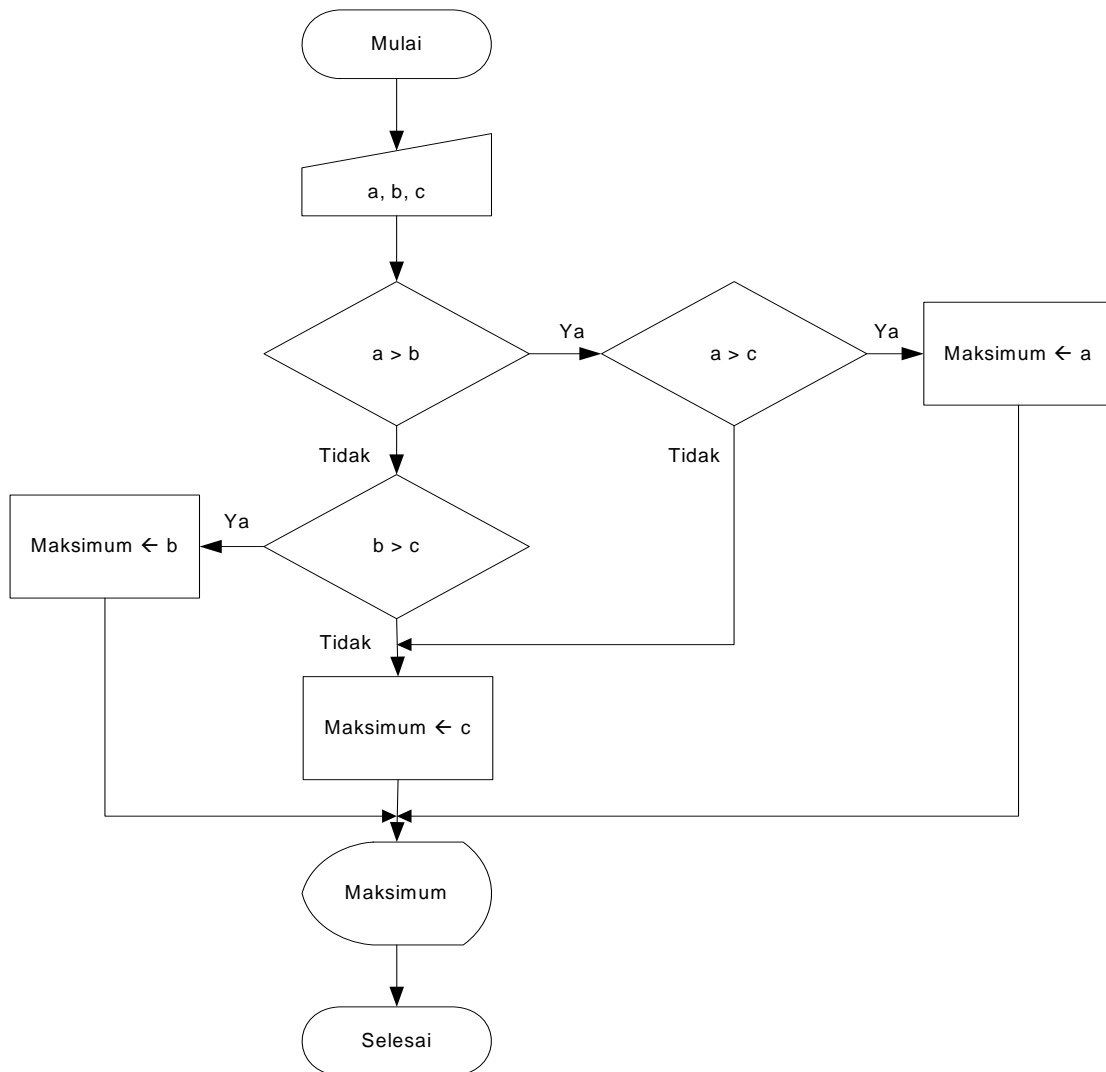 Mulai
a, b, c
a > b
Ya
a > c
Ya
Maksimum ← a
Tidak
Tidak
Maksimum ← b
Ya
b > c
Tidak
Maksimum ← c
Maksimum
Selesai